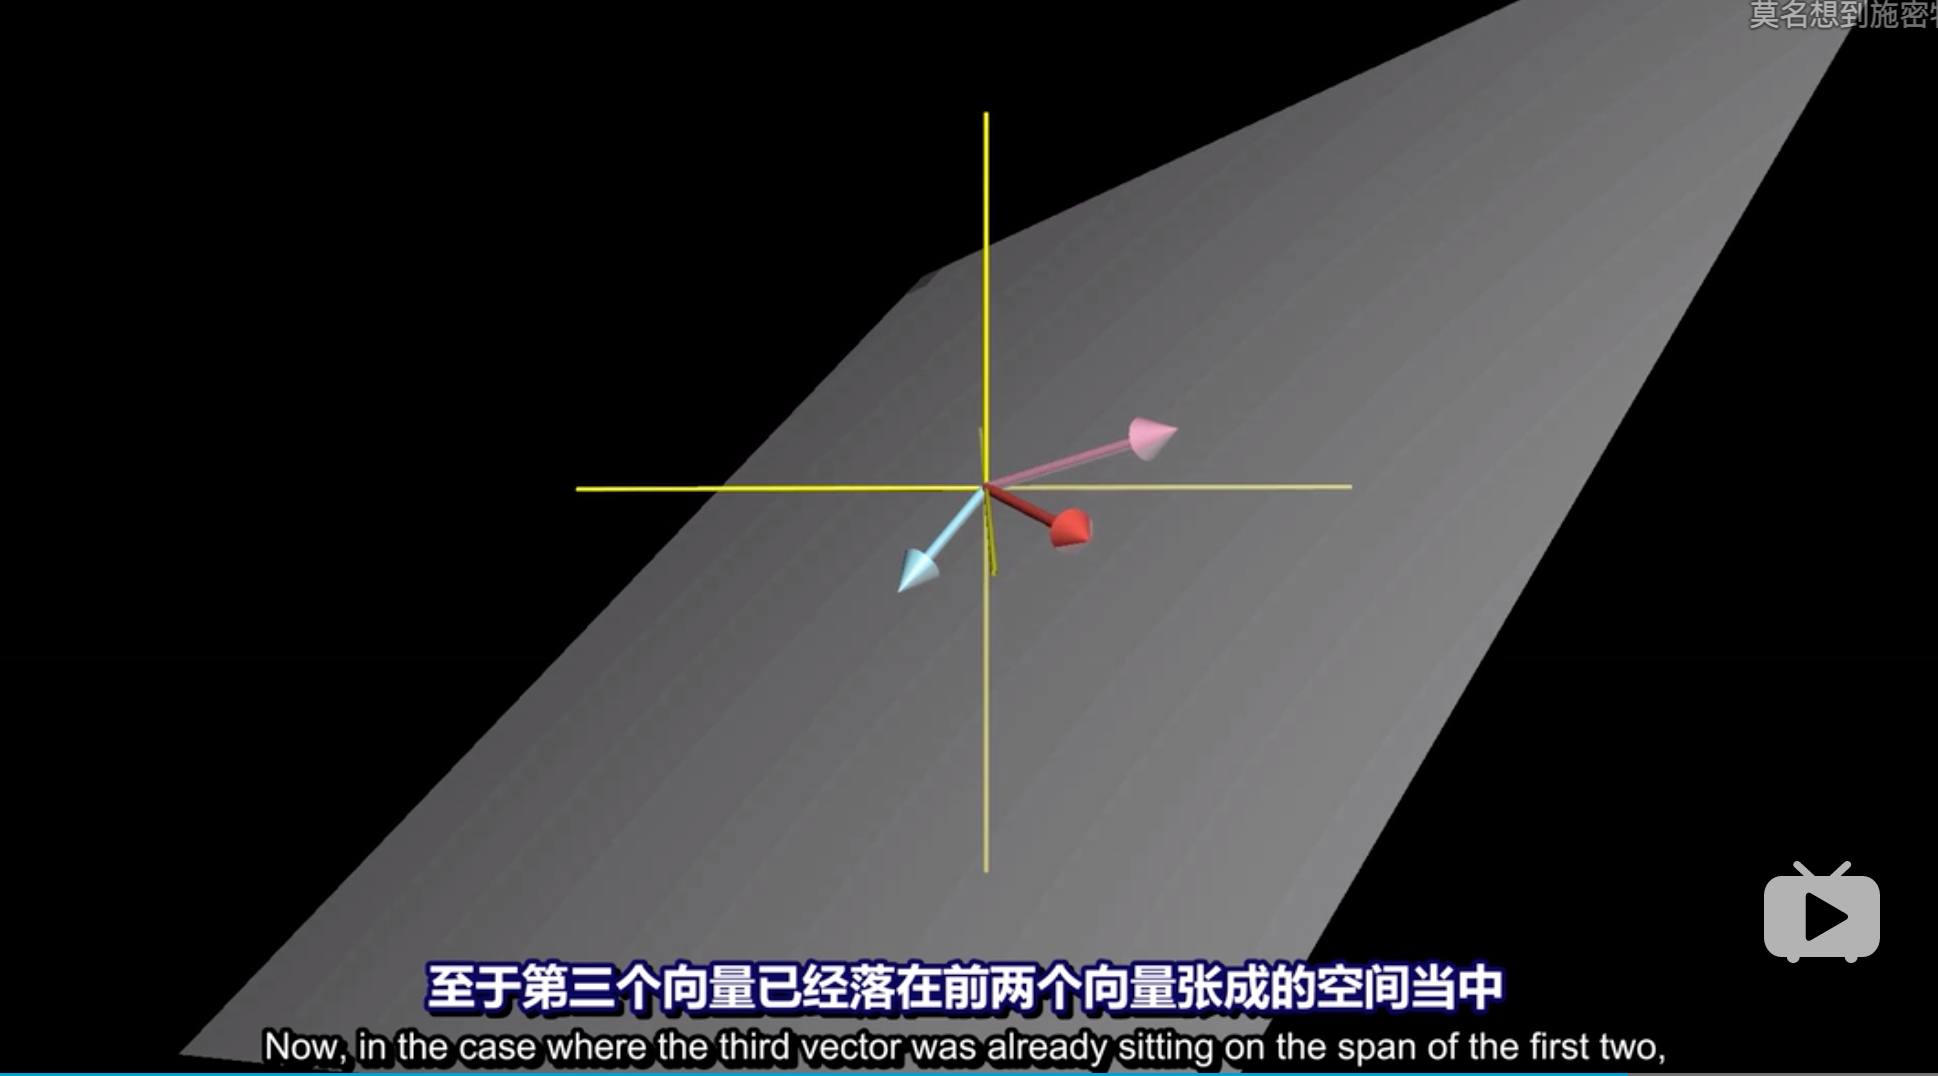 莫名想到施密
至于第三个向量已经落在前两个向量张成的空间当中
Now, in the case where the third vector was already sitting on the span of the first two,